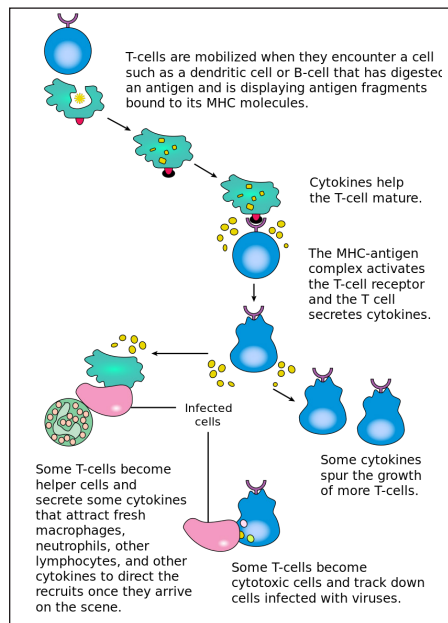 T-cells are mobilized when they encounter a cell
such as a dendritic cell or B-cell that has digested
an antigen and is displaying antigen fragments
bound to its MHC molecules.
Cytokines help
the T-cell mature.
The MHC-antigen
complex activates
the T-cell receptor
and the T cell
secretes cytokines.
Infected
cells
Some cytokines
spur the growth
of more T-cells.
Some T-cells become
helper cells and
secrete some cytokines
that attract fresh
macrophages,
neutrophils, other
lymphocytes, and other
cytokines to direct the
recruits once they arrive
on the scene.
Some T-cells become
cytotoxic cells and track down
cells infected with viruses.